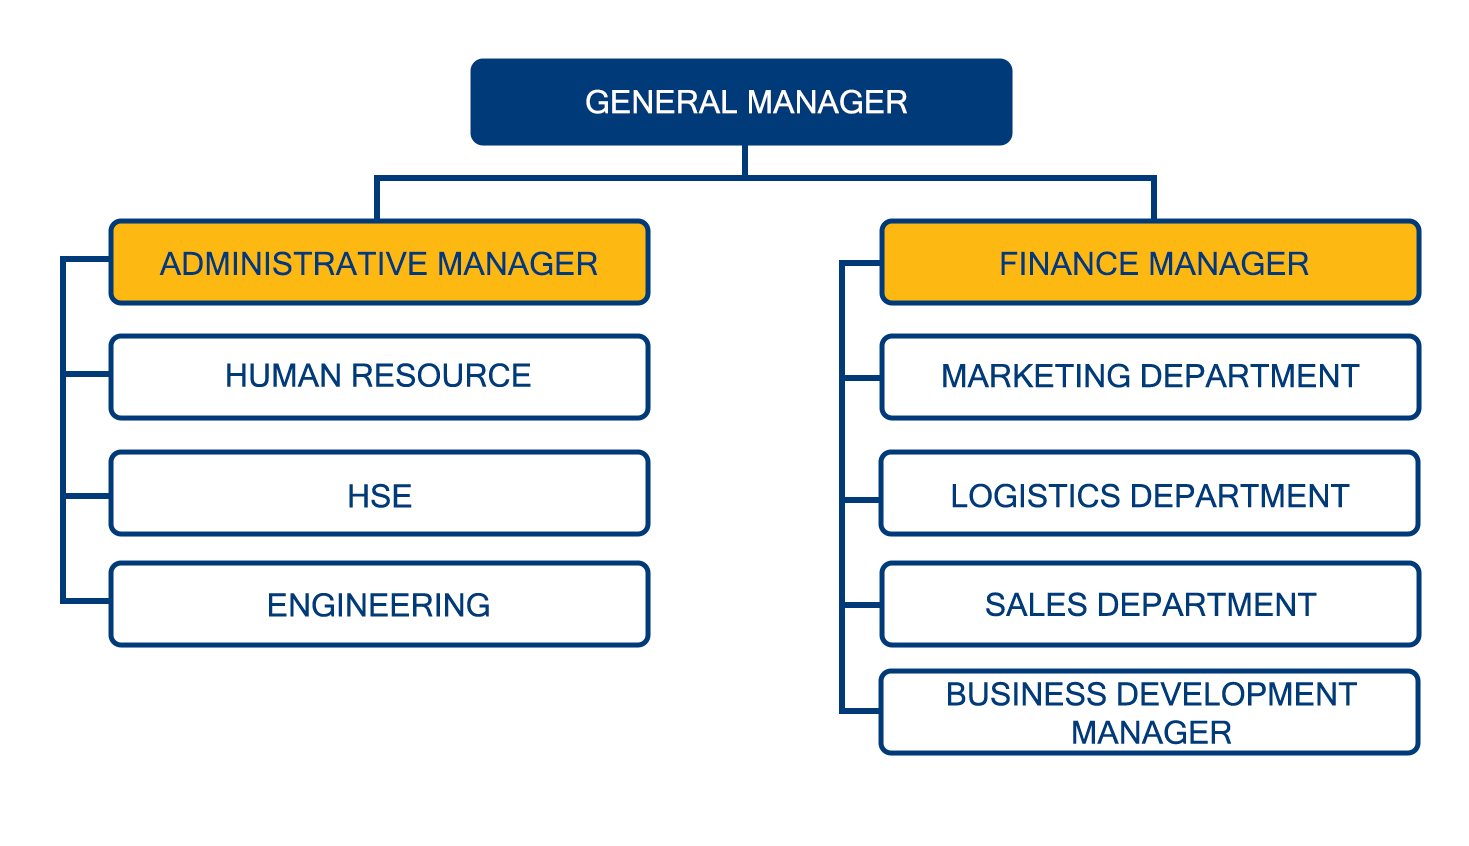 GENERAL MANAGER
ADMINISTRATIVE MANAGER
HUMAN RESOURCE
HSE
ENGINEERING
FINANCE MANAGER
MARKETING DEPARTMENT
LOGISTICS DEPARTMENT
SALES DEPARTMENT
BUSINESS DEVELOPMENT
MANAGER